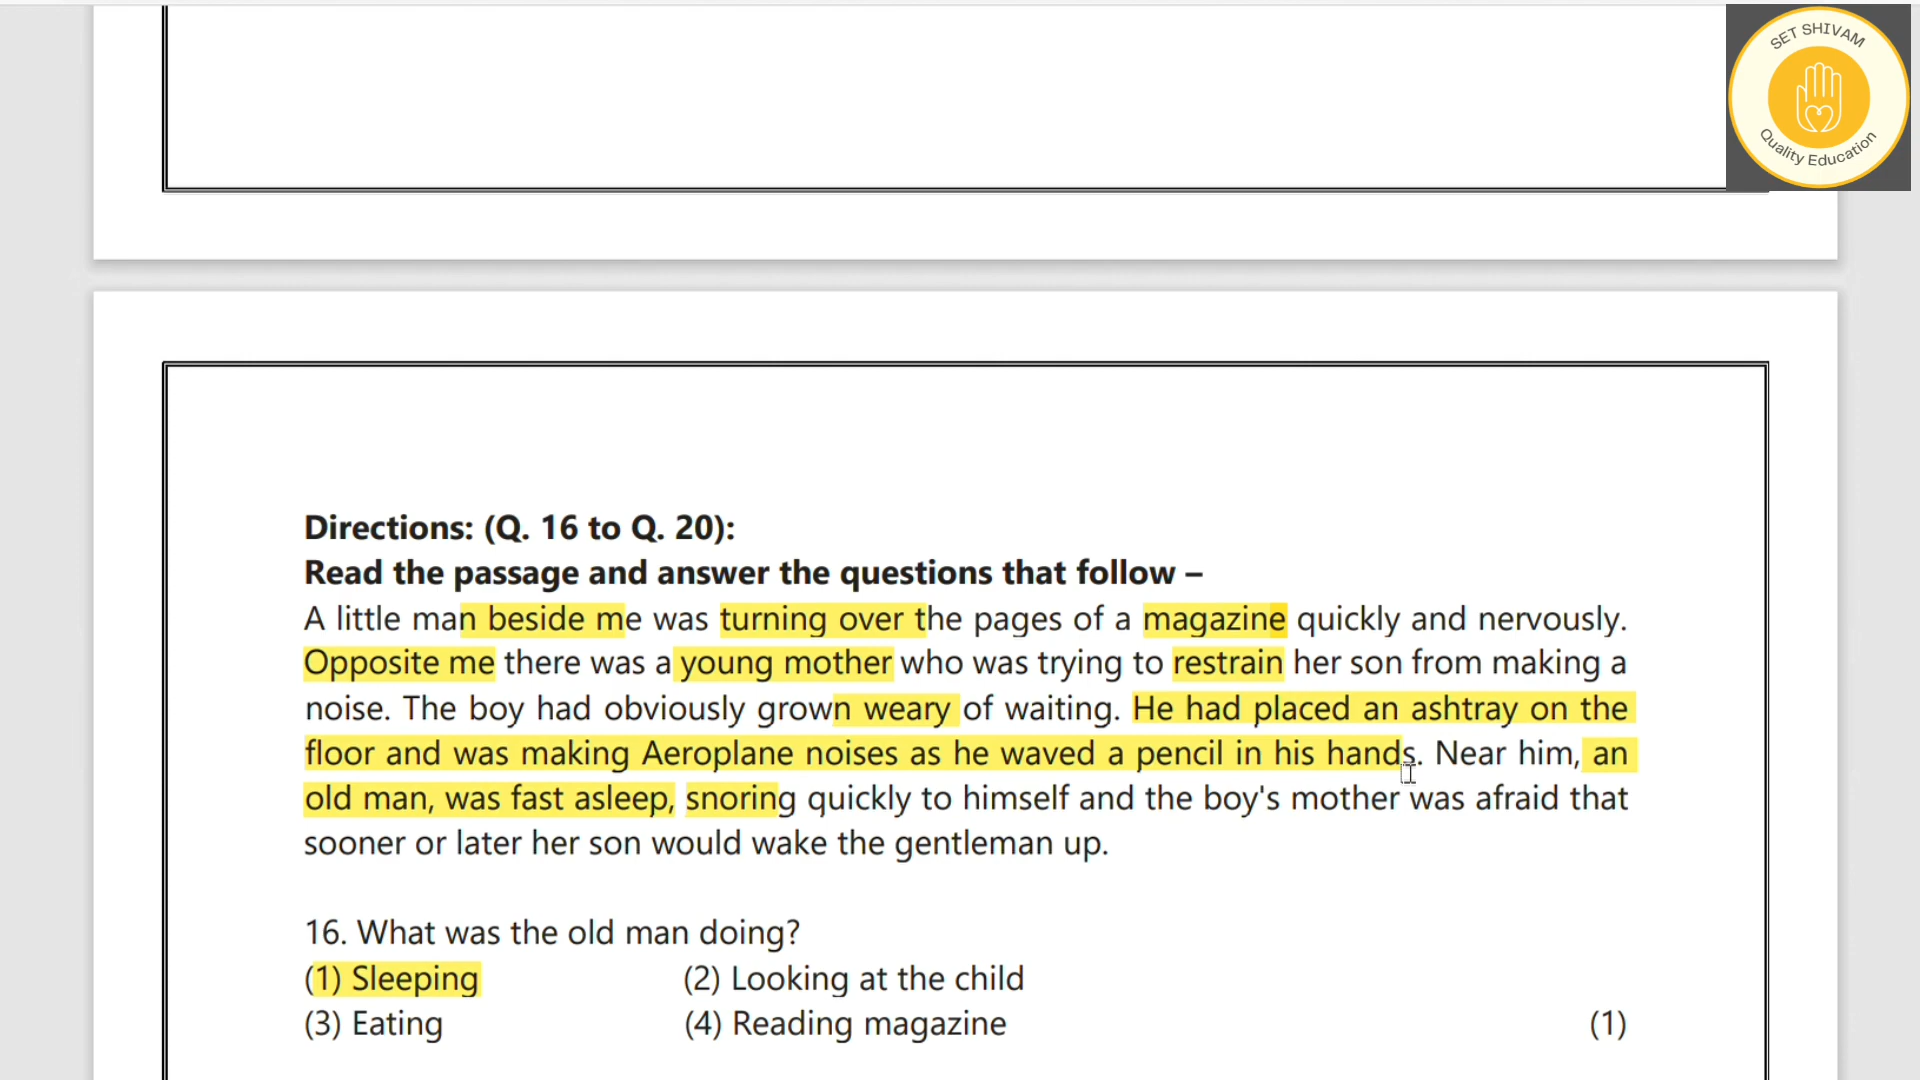 SET SHIVAM
Quality Education
Directions: (Q. 16 to Q. 20):
Read the passage and answer the questions that follow –
A little man beside me was turning over the pages of a magazine quickly and nervously.
Opposite me there was a young mother who was trying to restrain her son from making a
noise. The boy had obviously grown weary of waiting. He had placed an ashtray on the
floor and was making Aeroplane noises as he waved a pencil in his hands. Near him, an
old man, was fast asleep, snoring quickly to himself and the boy's mother was afraid that
sooner or later her son would wake the gentleman up.
16. What was the old man doing?
(1) Sleeping (2) Looking at the child
(3) Eating (4) Reading magazine (1)